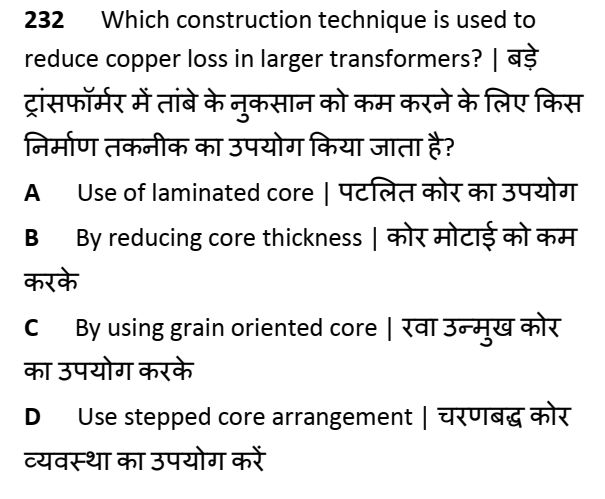 232 Which construction technique is used to
reduce copper loss in larger transformers? | बड़े
ट्रांसफॉर्मर में तांबे के नुकसान को कम करने के लिए किस
निर्माण तकनीक का उपयोग किया जाता है?
A Use of laminated core | पटलित कोर का उपयोग
B By reducing core thickness | कोर मोटाई को कम
करके
C By using grain oriented core | रवा उन्मुख कोर
का उपयोग करके
D Use stepped core arrangement | चरणबद्ध कोर
व्यवस्था का उपयोग करें